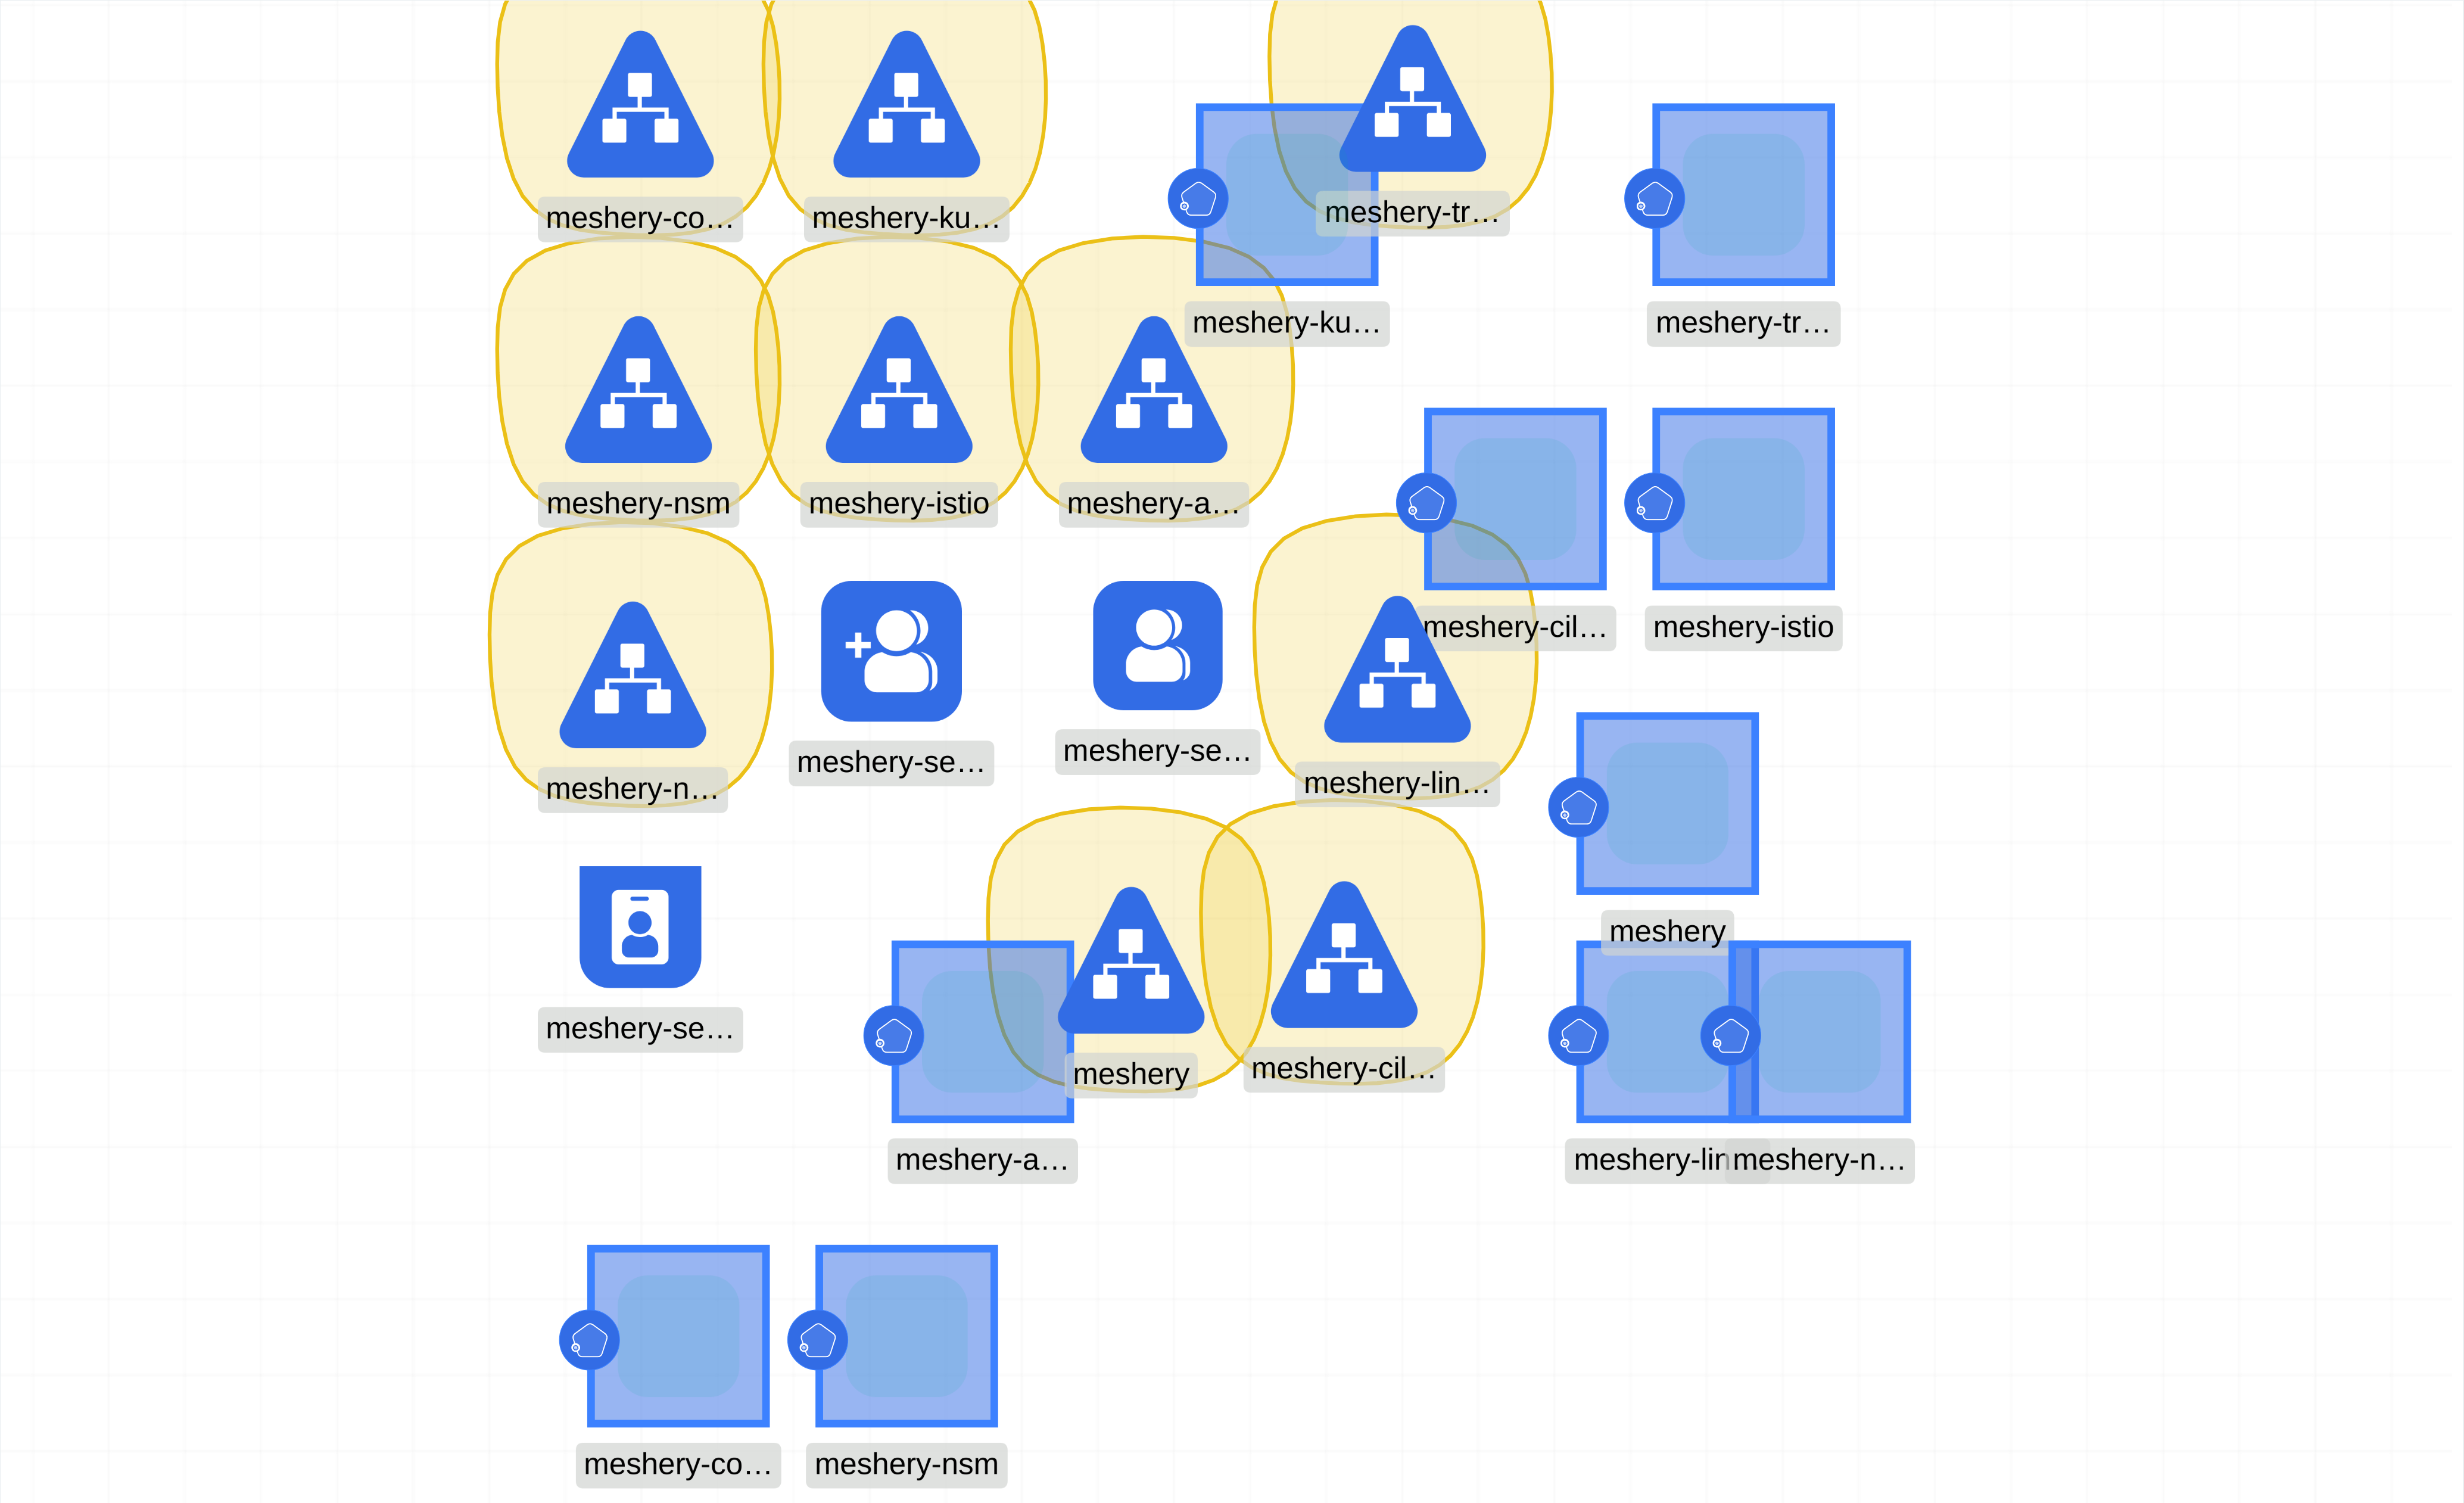 meshery-co…
meshery-ku…
meshery-tr…
meshery-ku…
meshery-tr…
meshery-nsm
meshery-istio
meshery-a…
meshery-cil…
meshery-istio
meshery-n…
meshery-se…
meshery-se…
meshery-lin…
meshery
meshery-se…
meshery
meshery-cil…
meshery-a…
meshery-lin
meshery-n…
meshery-co…
meshery-nsm